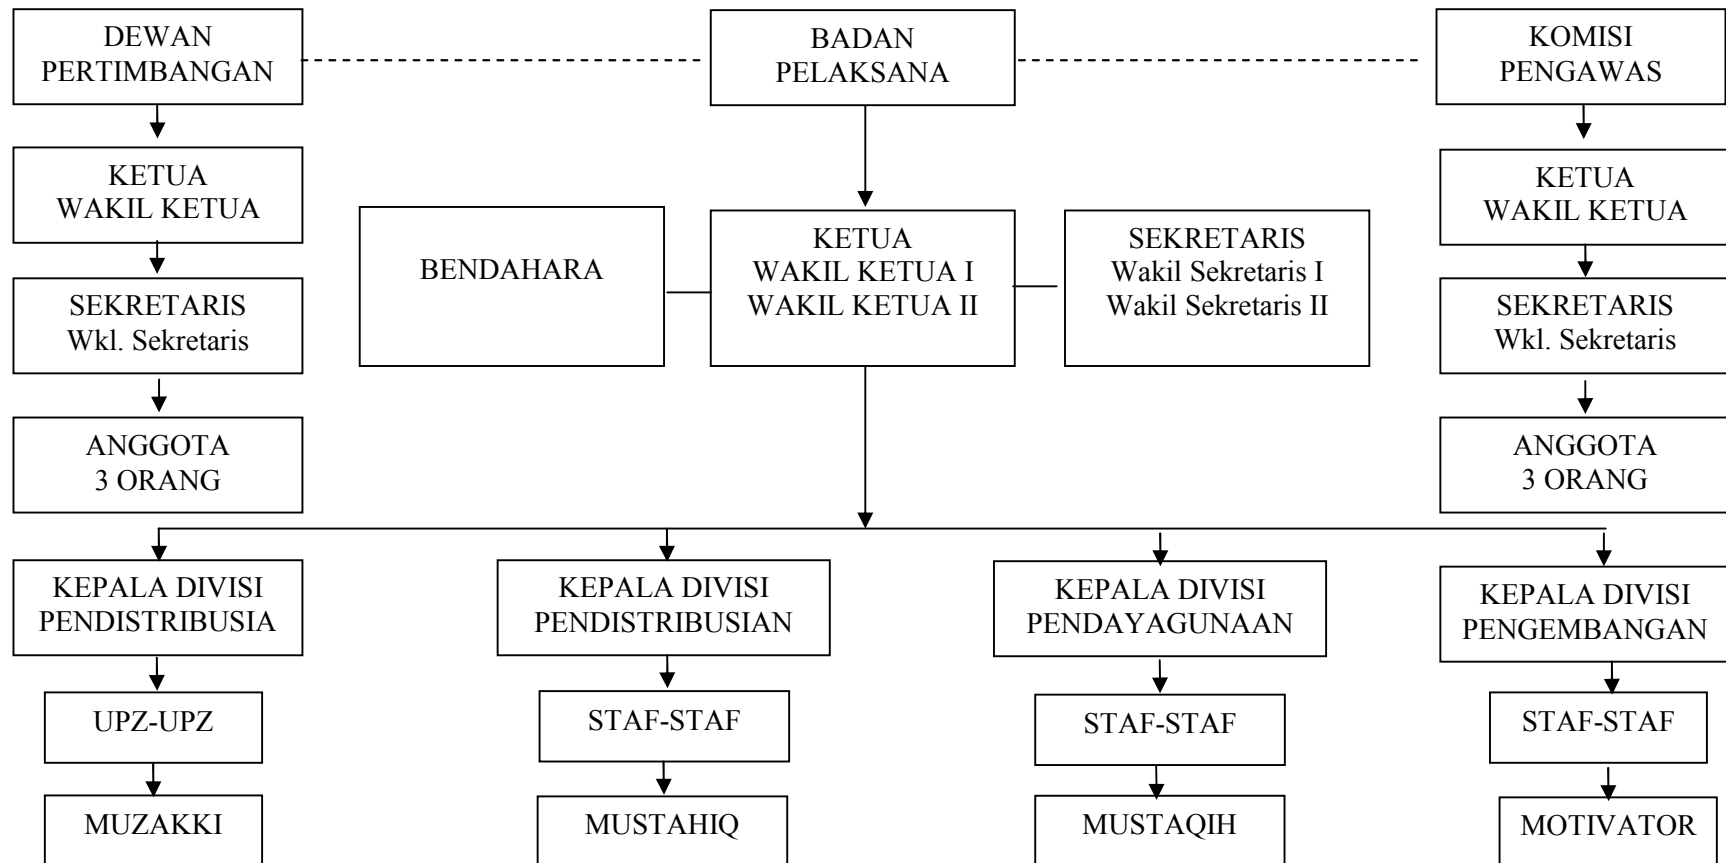 DEWAN
PERTIMBANGAN
BADAN
PELAKSANA
KOMISI
PENGAWAS
KETUA
WAKIL KETUA
KETUA
WAKIL KETUA
BENDAHARA
KETUA
WAKIL KETUA I
WAKIL KETUA II
SEKRETARIS
Wakil Sekretaris I
Wakil Sekretaris II
SEKRETARIS
Wkl. Sekretaris
SEKRETARIS
Wkl. Sekretaris
ANGGOTA
3 ORANG
ANGGOTA
3 ORANG
KEPALA DIVISI
PENDISTRIBUSIA
KEPALA DIVISI
PENDISTRIBUSIAN
KEPALA DIVISI
PENDAYAGUNAAN
KEPALA DIVISI
PENGEMBANGAN
UPZ-UPZ
STAF-STAF
STAF-STAF
STAF-STAF
MUZAKKI
MUSTAHIQ
MUSTAQIH
MOTIVATOR